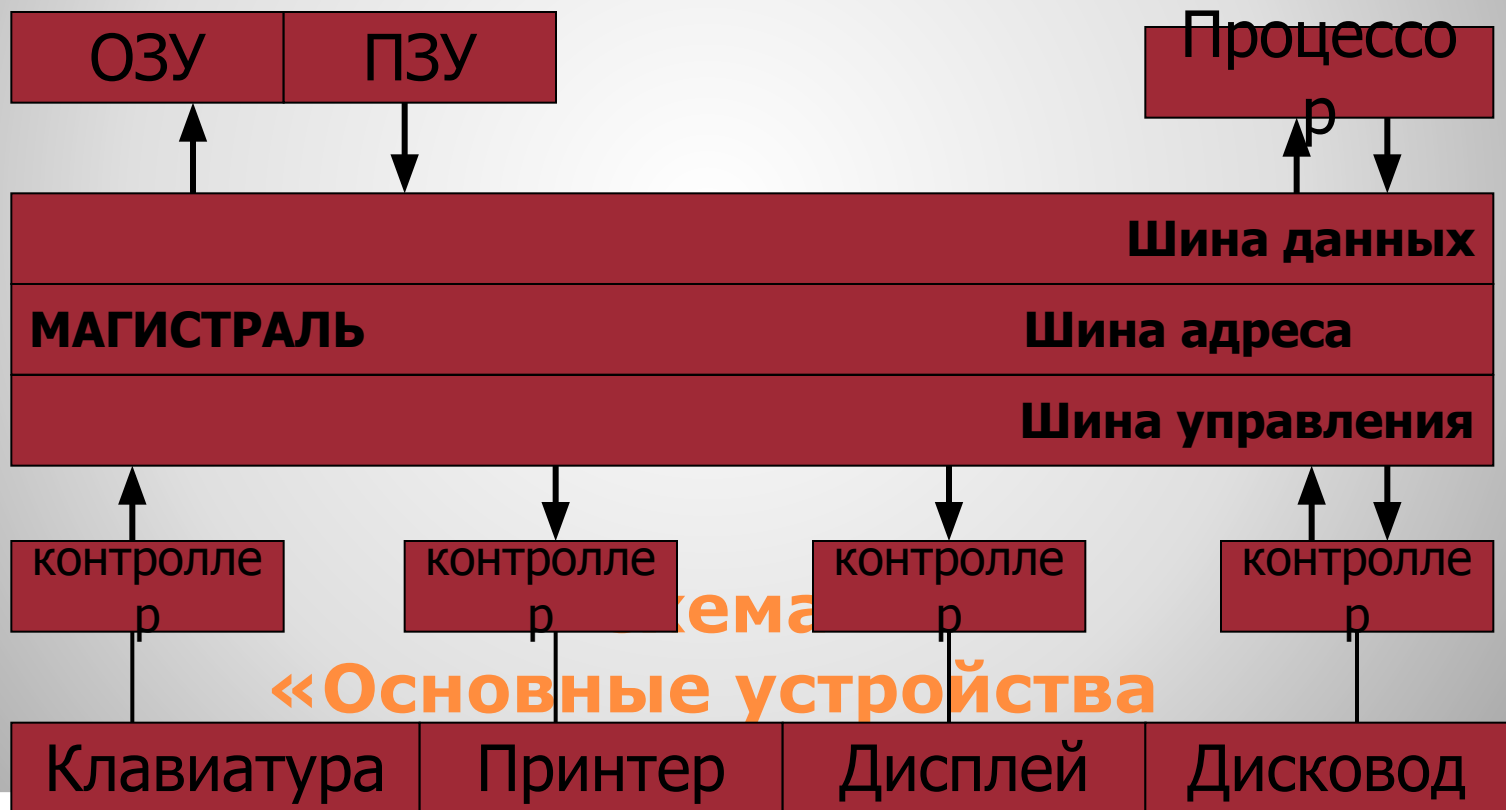 ОЗУ ПЗУ
Процессо
р
Шина данных
МАГИСТРАЛЬ Шина адреса
Шина управления
контролле
р
контролле
р
контролле
р
контролле
р
«Основные устройства
Клавиатура Принтер Дисплей Дисковод